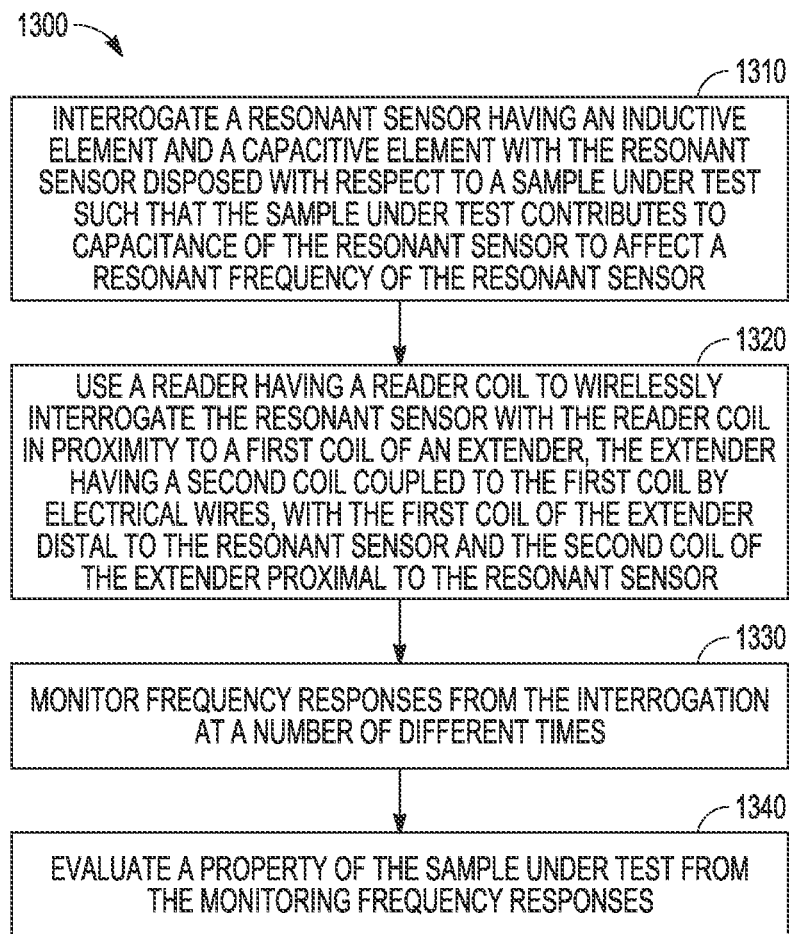 1300
1310
INTERROGATE A RESONANT SENSOR HAVING AN INDUCTIVE
ELEMENT AND A CAPACITIVE ELEMENT WITH THE RESONANT
SENSOR DISPOSED WITH RESPECT TO A SAMPLE UNDER TEST
SUCH THAT THE SAMPLE UNDER TEST CONTRIBUTES TO
CAPACITANCE OF THE RESONANT SENSOR TO AFFECT A
RESONANT FREQUENCY OF THE RESONANT SENSOR
1320
USE A READER HAVING A READER COIL TO WIRELESSLY
INTERROGATE THE RESONANT SENSOR WITH THE READER COIL
IN PROXIMITY TO A FIRST COIL OF AN EXTENDER, THE EXTENDER
HAVING A SECOND COIL COUPLED TO THE FIRST COIL BY
ELECTRICAL WIRES, WITH THE FIRST COIL OF THE EXTENDER
DISTAL TO THE RESONANT SENSOR AND THE SECOND COIL OF
THE EXTENDER PROXIMAL TO THE RESONANT SENSOR
1330
MONITOR FREQUENCY RESPONSES FROM THE INTERROGATION
AT A NUMBER OF DIFFERENT TIMES
1340
EVALUATE A PROPERTY OF THE SAMPLE UNDER TEST FROM
THE MONITORING FREQUENCY RESPONSES